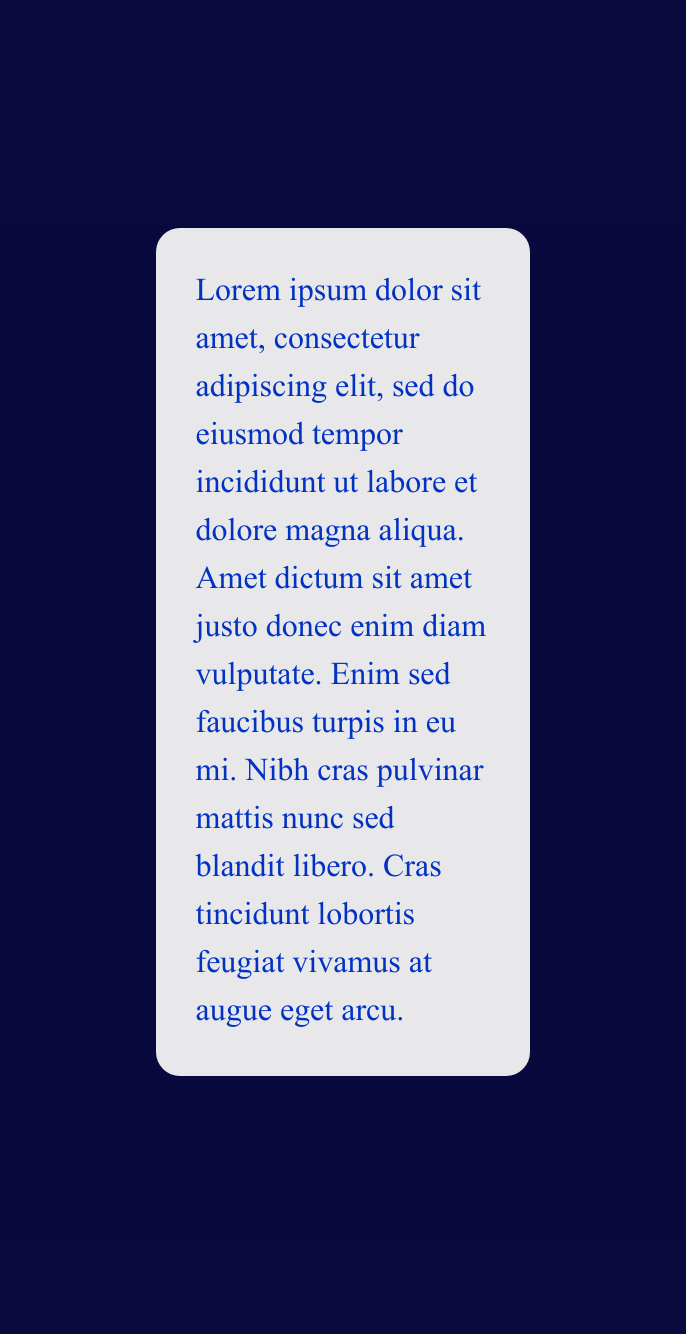 Lorem ipsum dolor sit
amet, consectetur
adipiscing elit, sed do
eiusmod tempor
incididunt ut labore et
dolore magna aliqua.
Amet dictum sit amet
justo donec enim diam
vulputate. Enim sed
faucibus turpis in eu
mi. Nibh cras pulvinar
mattis nunc sed
blandit libero. Cras
tincidunt lobortis
feugiat vivamus at
augue eget arcu.